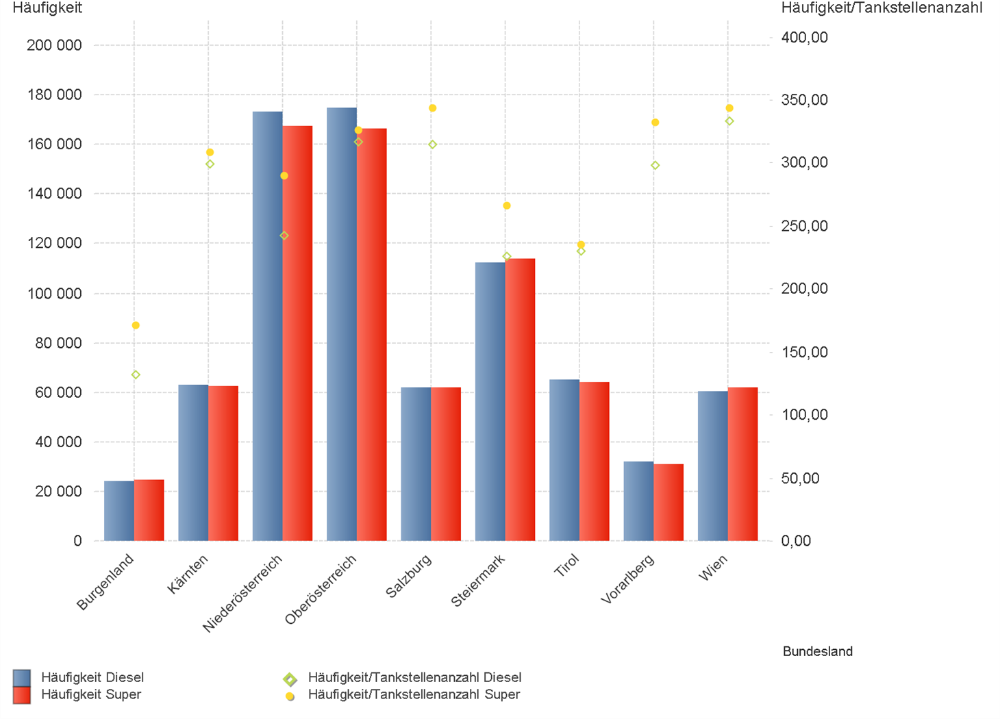 Häufigkeit
Häufigkeit/Tankstellenanzahl
200 000
180 000
160 000
140 000
120 000
100 000
80 000
60 000
40 000
20 000
0
400,00
350,00
300,00
250,00
200,00
150,00
100,00
50,00
0,00
Burgenland
Kärnten
Niederösterreich
Oberösterreich
Salzburg
Steiermark
Tirol
Vorarlberg
Wien
Bundesland
Häufigkeit Diesel
Häufigkeit Super
Häufigkeit/Tankstellenanzahl Diesel
Häufigkeit/Tankstellenanzahl Super